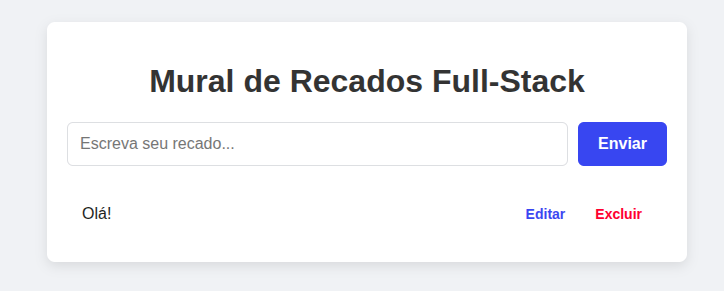 Mural de Recados Full-Stack
Escreva seu recado... Enviar
Olá! Editar Excluir